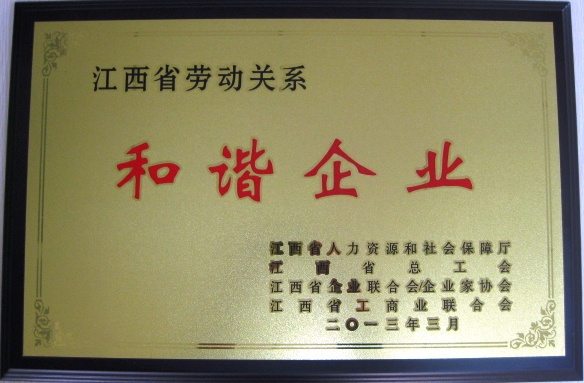 江西省劳动关系
和谐企业
江西省人力资源和社会保障厅
江西省总工会
江西省企业联合会/企业家协会
江西省工商业联合会
二〇一三年三月